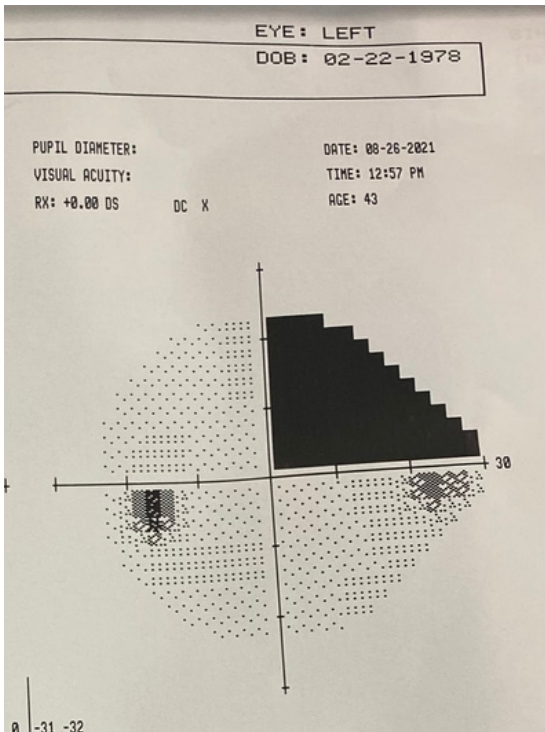 EYE: LEFT
DOB: 02-22-1978
PUPIL DIAMETER:
DATE: 08-26-2021
VISUAL ACUITY:
TIME: 12:57 PM
RX: +0.00 DS DC X
AGE: 43
30
0 -31 -32